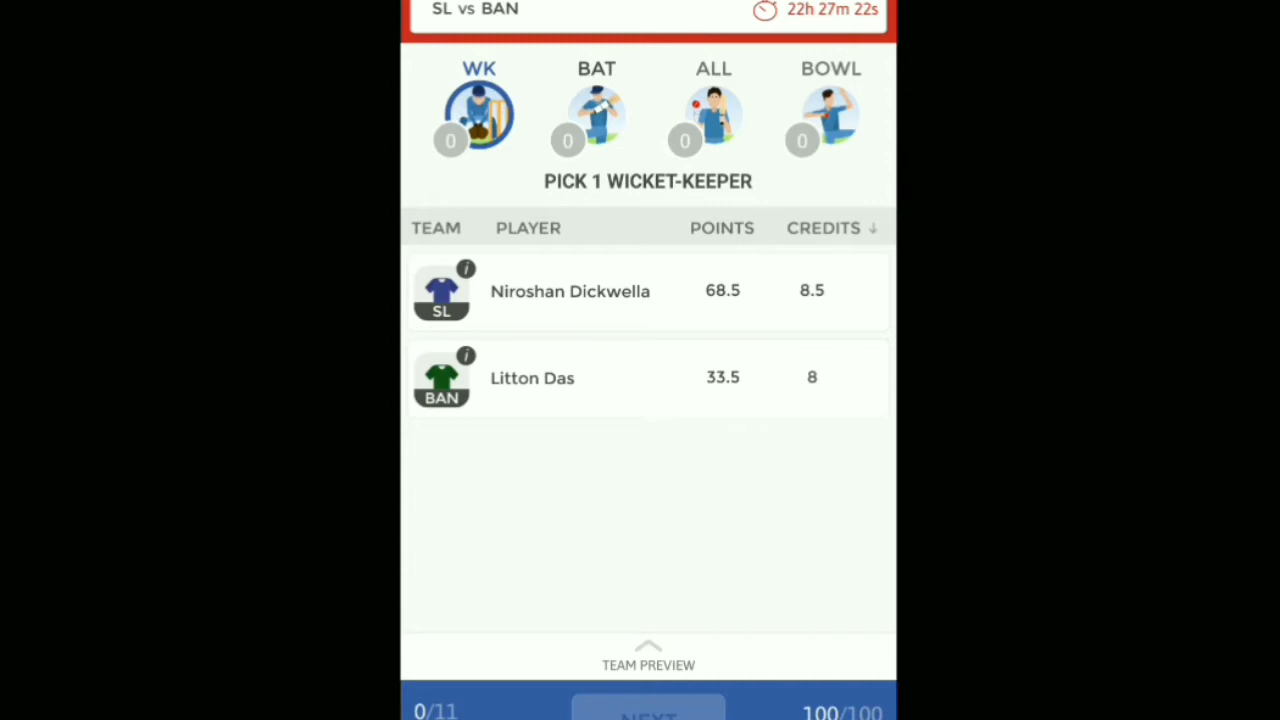 SL vs BAN 22h 27m 22s
WK BAT ALL BOWL
0 0 0 0
PICK 1 WICKET-KEEPER
TEAM PLAYER POINTS CREDITS ↓
i
SL Niroshan Dickwella 68.5 8.5
i
BAN Litton Das 33.5 8
TEAM PREVIEW
0/11 NEXT 100/100